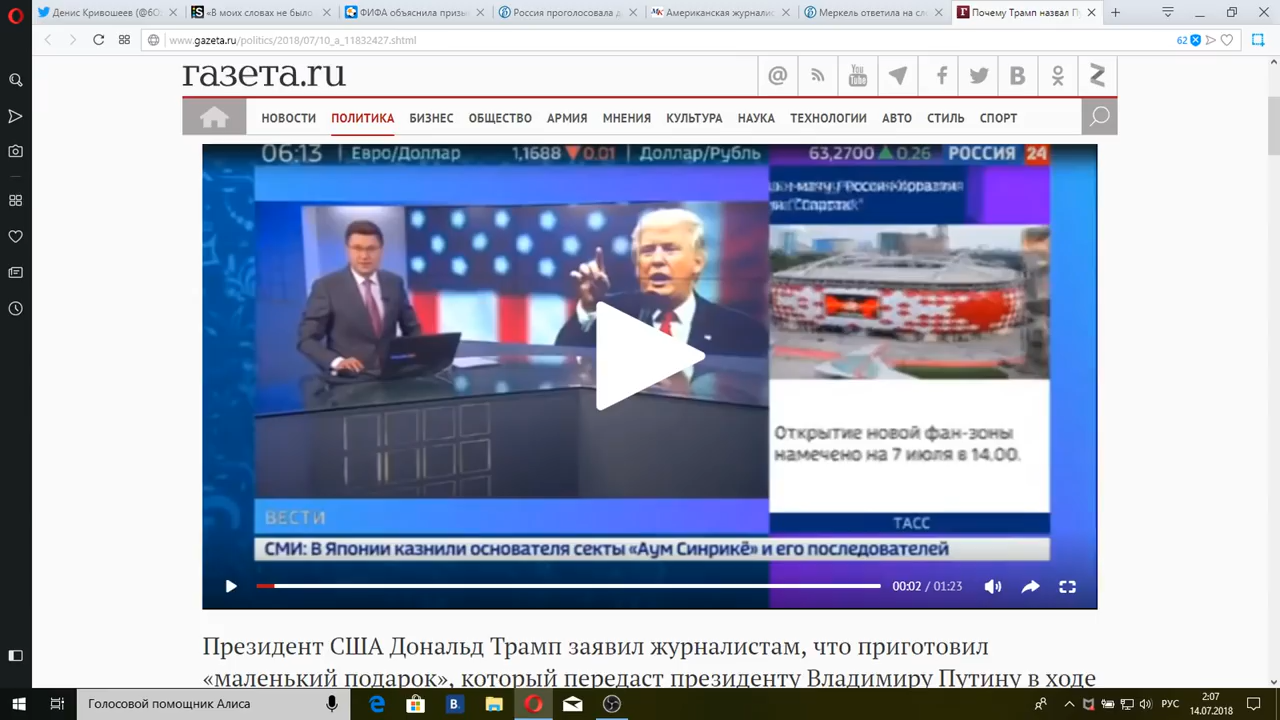 Денис Кривошеев (@6O
«В моих словах не было
ФИФА объяснила приз
Россия проголосовала д
Американская журналис
Меркель ответила на сл
Почему Трамп назвал П
www.gazeta.ru/politics/2018/07/10_a_11832427.shtml
62
газета.ru
НОВОСТИ ПОЛИТИКА БИЗНЕС ОБЩЕСТВО АРМИЯ МНЕНИЯ КУЛЬТУРА НАУКА ТЕХНОЛОГИИ АВТО СТИЛЬ СПОРТ
06:13 Евро/Доллар 1,1688 0.01 Доллар/Рубль 63,2700 0.26 РОССИЯ 24
Открытие новой фан-зоны
намечено на 7 июля в 14.00.
ВЕСТИ
ТАСС
СМИ: В Японии казнили основателя секты «Аум Синрикё» и его последователей
00:02 / 01:23
Президент США Дональд Трамп заявил журналистам, что приготовил
«маленький подарок», который передаст президенту Владимиру Путину в ходе
Голосовой помощник Алиса
РУС
2:07
14.07.2018